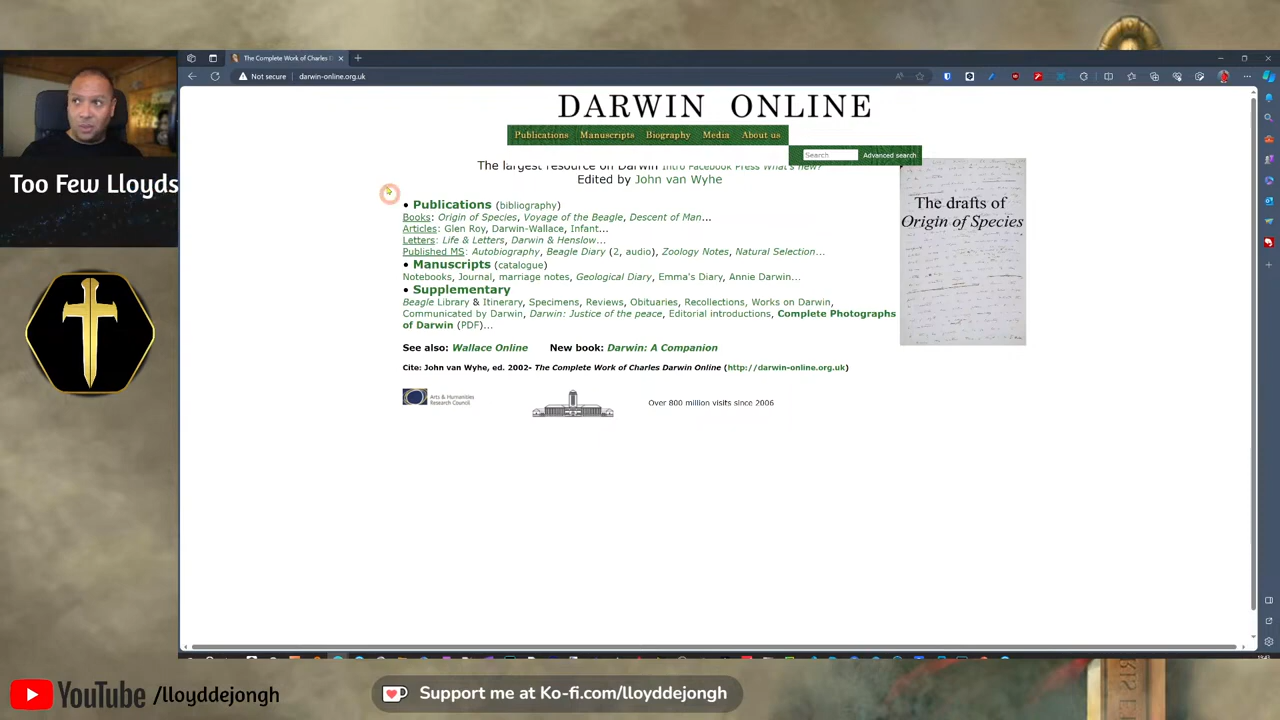 The Complete Work of Charles D
Not secure
darwin-online.org.uk
Too Few Lloyds
DARWIN ONLINE
Publications Manuscripts Biography Media About us
Search Advanced search
The largest resource on Darwin Intro Facebook Press What's new?
Edited by John van Wyhe
• Publications (bibliography)
Books: Origin of Species, Voyage of the Beagle, Descent of Man...
Articles: Glen Roy, Darwin-Wallace, Infant...
Letters: Life & Letters, Darwin & Henslow...
Published MS: Autobiography, Beagle Diary (2, audio), Zoology Notes, Natural Selection...
• Manuscripts (catalogue)
Notebooks, Journal, marriage notes, Geological Diary, Emma's Diary, Annie Darwin...
• Supplementary
Beagle Library & Itinerary, Specimens, Reviews, Obituaries, Recollections, Works on Darwin,
Communicated by Darwin, Darwin: Justice of the peace, Editorial introductions, Complete Photographs
of Darwin (PDF)...
The drafts of
Origin of Species
See also: Wallace Online New book: Darwin: A Companion
Cite: John van Wyhe, ed. 2002- The Complete Work of Charles Darwin Online (http://darwin-online.org.uk)
Arts & Humanities
Research Council
Over 800 million visits since 2006
YouTube /lloyddejongh
Support me at Ko-fi.com/lloyddejongh